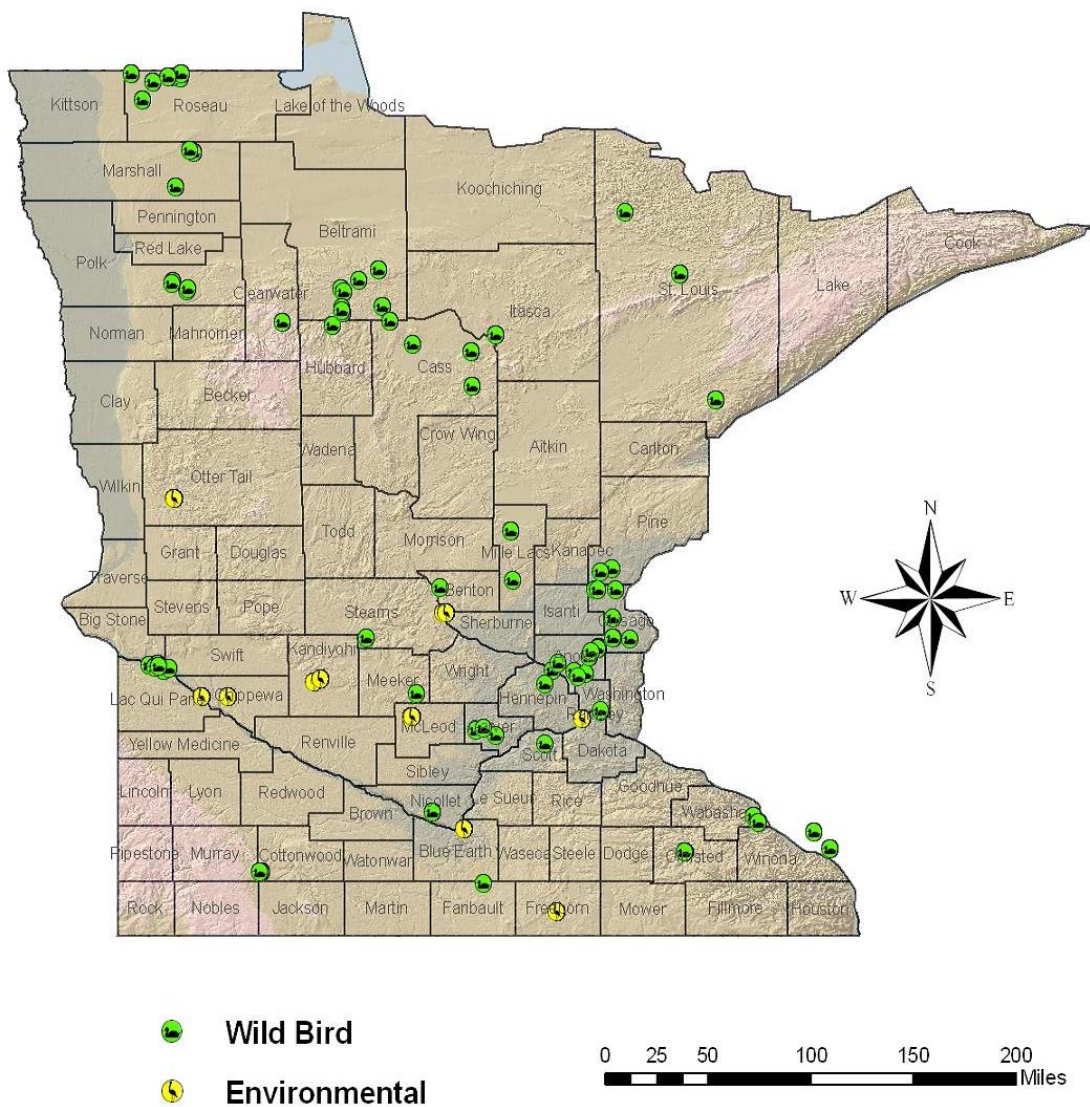 Kittson
Roseau
Lake of the Woods
Marshall
Koochiching
Pennington
Beltrami
Cook
Red Lake
Polk
Clearwater
St. Louis
Lake
Itasca
Norman
Mahnomen
Cass
Hubbard
Becker
Clay
Crow Wing
Aitkin
Wadena
Carlton
Otter Tail
Wilkin
N
Pine
Todd
Morrison
Grant
Douglas
Mille Lacs
Kanabec
Traverse
Benton
W
E
Stevens
Pope
Stearns
Isanti
Big Stone
Sherburne
Chisago
Swift
Kandiyohi
Anoka
Wright
Meeker
S
Lac Qui Parle
Chippewa
Hennepin
Washington
Ramsey
McLeod
Carver
Yellow Medicine
Renville
Scott
Dakota
Sibley
Lincoln
Lyon
Redwood
Nicollet
Le Sueur
Rice
Goodhue
Brown
Wabasha
Pipestone
Murray
Cottonwood
Watonwan
Blue Earth
Waseca
Steele
Dodge
Olmsted
Winona
Rock
Nobles
Jackson
Martin
Faribault
Freeborn
Mower
Fillmore
Houston
Wild Bird
Environmental
0 25 50 100 150 200
Miles